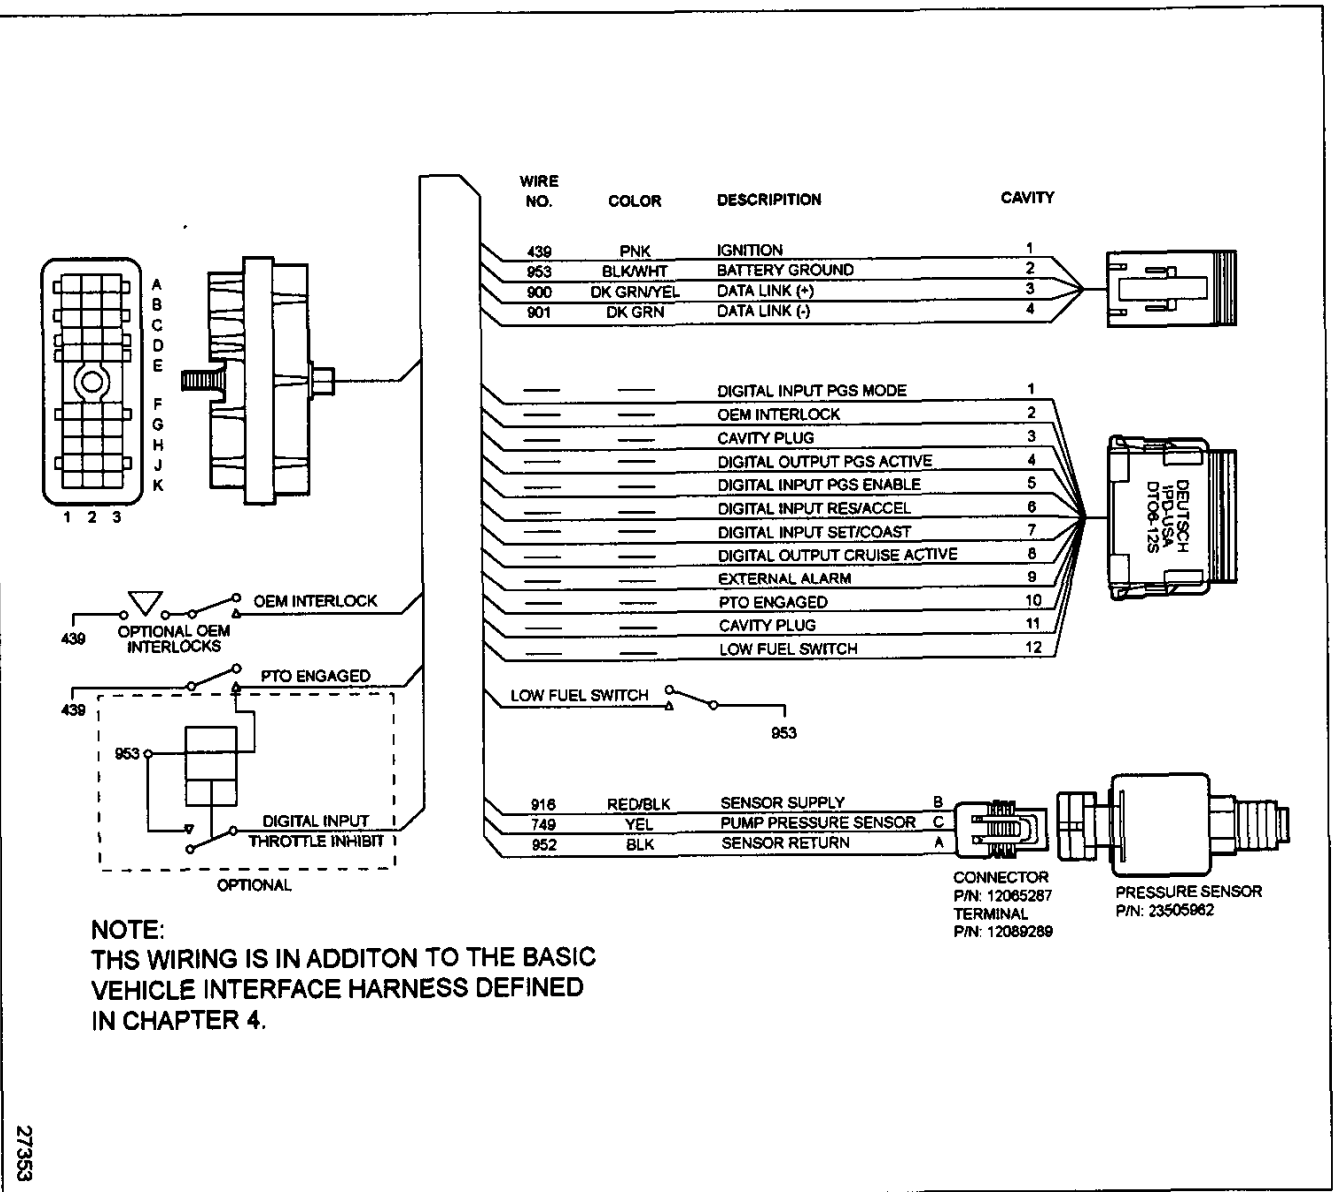 WIRE
NO. COLOR DESCRIPITION CAVITY
439 PNK IGNITION 1
953 BLK/WHT BATTERY GROUND 2
900 DK GRN/YEL DATA LINK (+) 3
901 DK GRN DATA LINK (-) 4
A
B
C
D
E
F
G
H
J
K
1 2 3
DIGITAL INPUT PGS MODE 1
OEM INTERLOCK 2
CAVITY PLUG 3
DIGITAL OUTPUT PGS ACTIVE 4
DIGITAL INPUT PGS ENABLE 5
DIGITAL INPUT RES/ACCEL 6
DIGITAL INPUT SET/COAST 7
DIGITAL OUTPUT CRUISE ACTIVE 8
EXTERNAL ALARM 9
PTO ENGAGED 10
CAVITY PLUG 11
LOW FUEL SWITCH 12
DEUTSCH
IPD-USA
DTO6-12S
OEM INTERLOCK
439
OPTIONAL OEM
INTERLOCKS
PTO ENGAGED
439
953
DIGITAL INPUT
THROTTLE INHIBIT
OPTIONAL
LOW FUEL SWITCH
953
916 RED/BLK SENSOR SUPPLY B
749 YEL PUMP PRESSURE SENSOR C
952 BLK SENSOR RETURN A
CONNECTOR
P/N: 12065287
TERMINAL
P/N: 12089289
PRESSURE SENSOR
P/N: 23505962
NOTE:
THS WIRING IS IN ADDITON TO THE BASIC
VEHICLE INTERFACE HARNESS DEFINED
IN CHAPTER 4.
27353